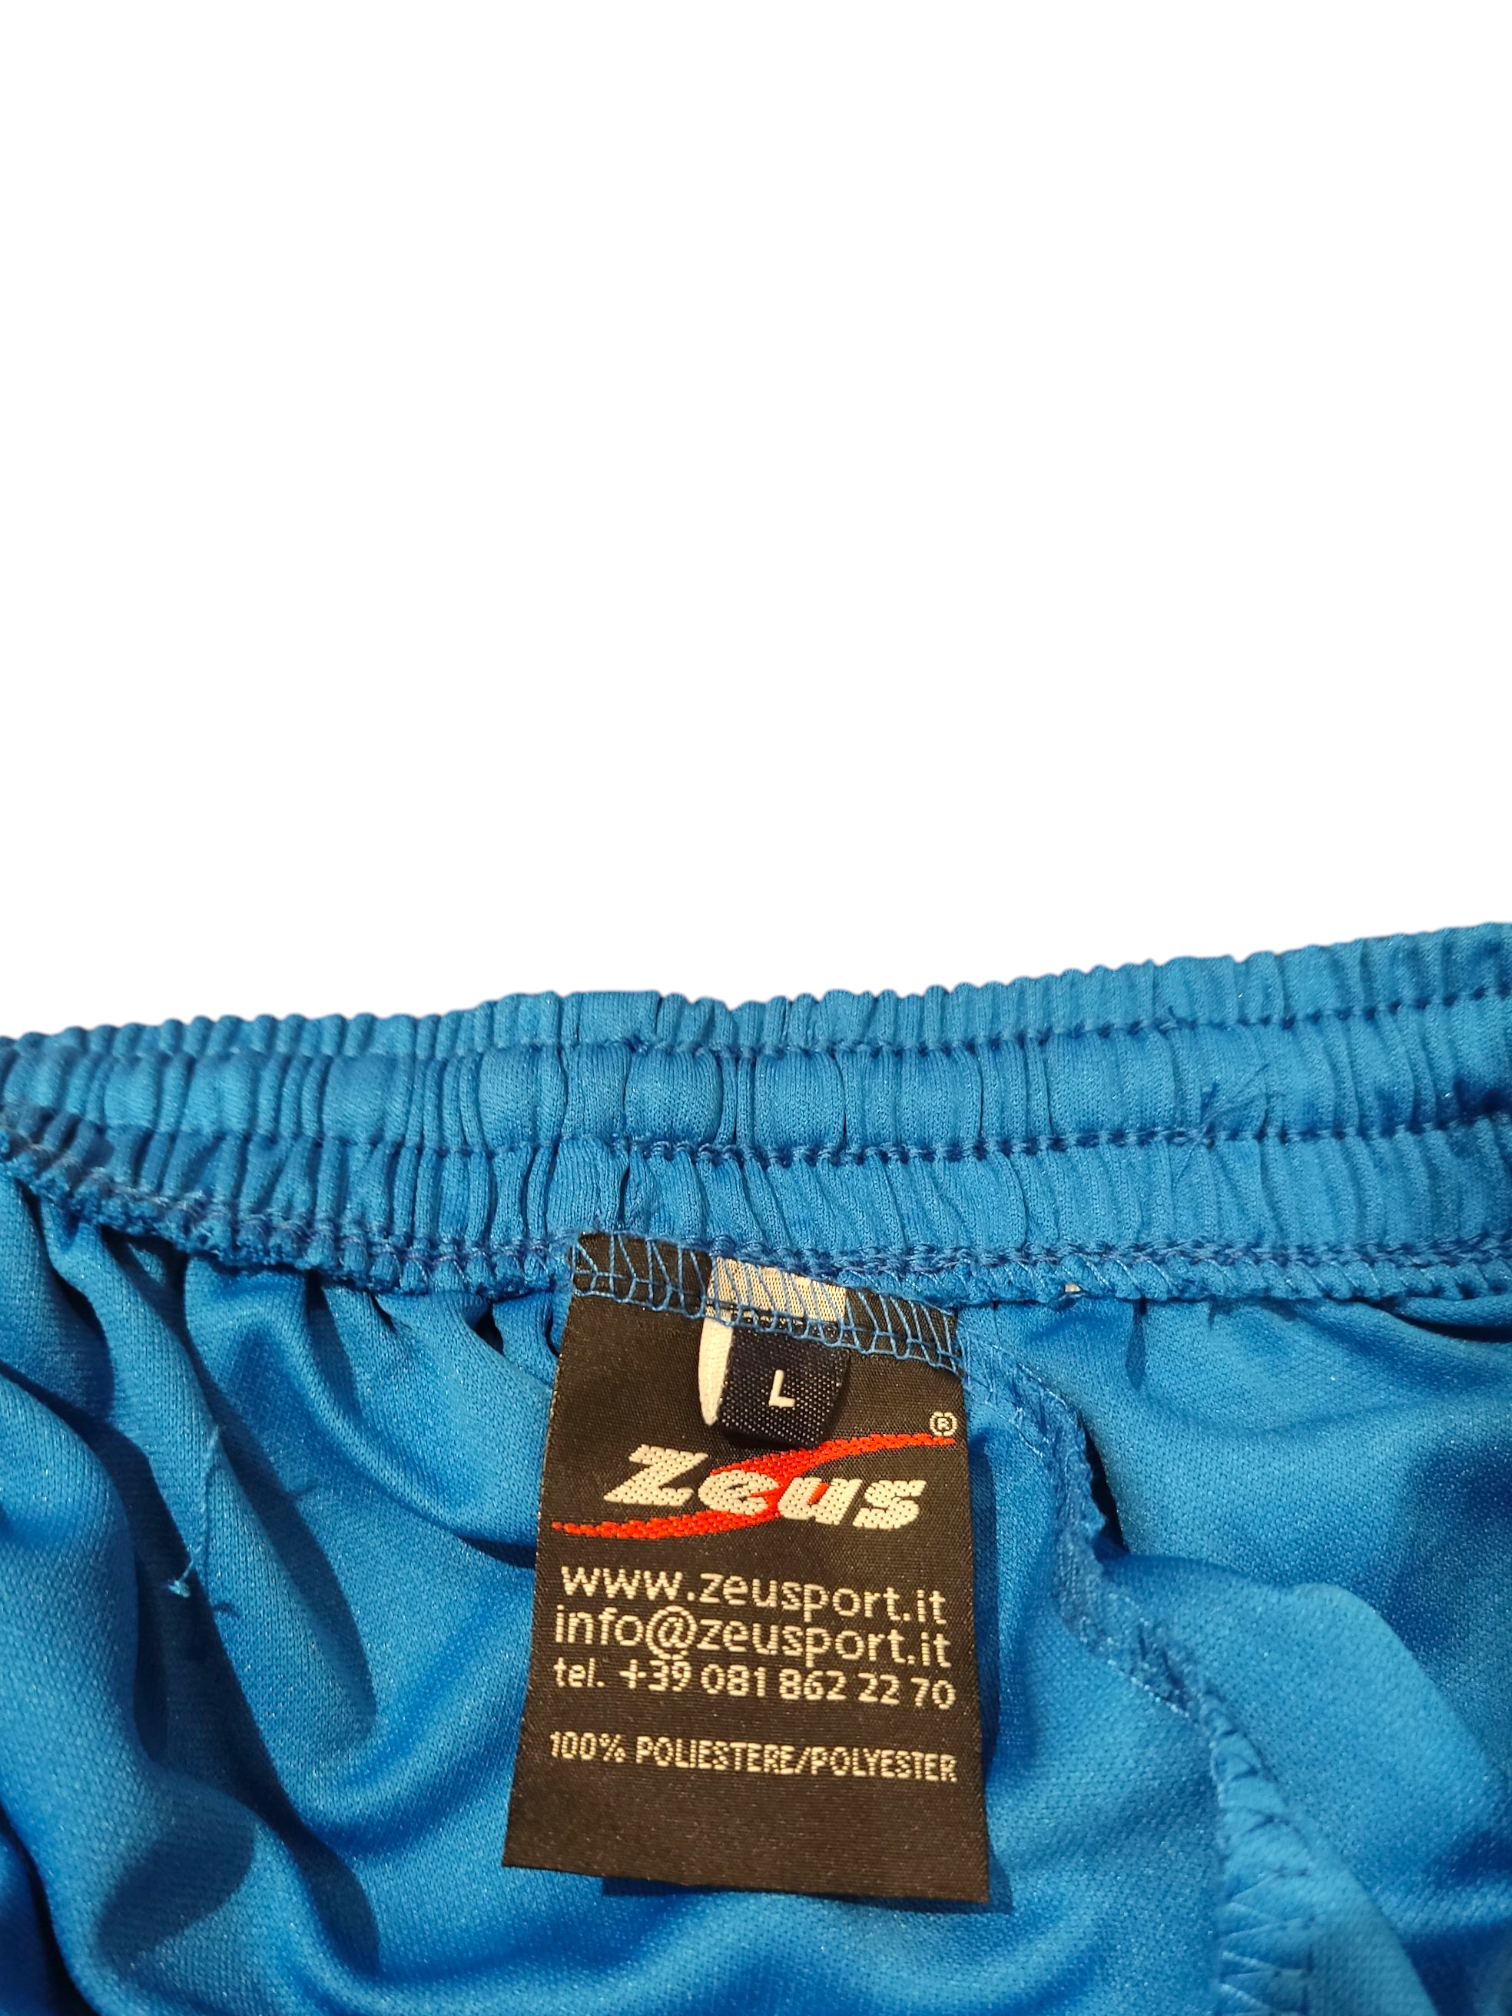 L
®
Zeus
www.zeusport.it
info@zeusport.it
tel. +39 081 862 22 70
100% POLIESTERE/POLYESTER